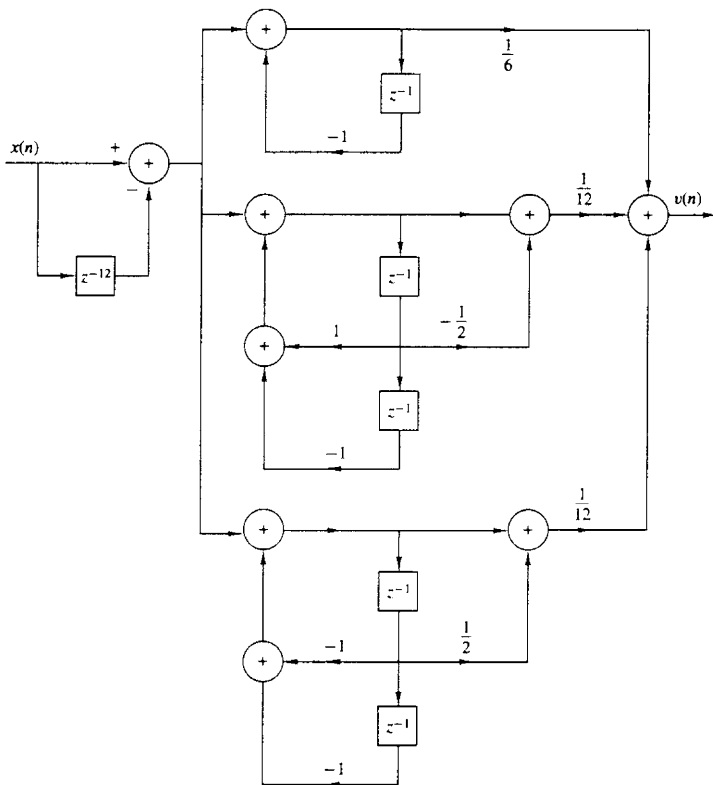 +
1/6
z⁻¹
−1
x(n)
+
+
−
z⁻¹²
+
+
1/12
+
v(n)
z⁻¹
+
1
−1/2
z⁻¹
−1
+
+
1/12
z⁻¹
+
−1
1/2
z⁻¹
−1